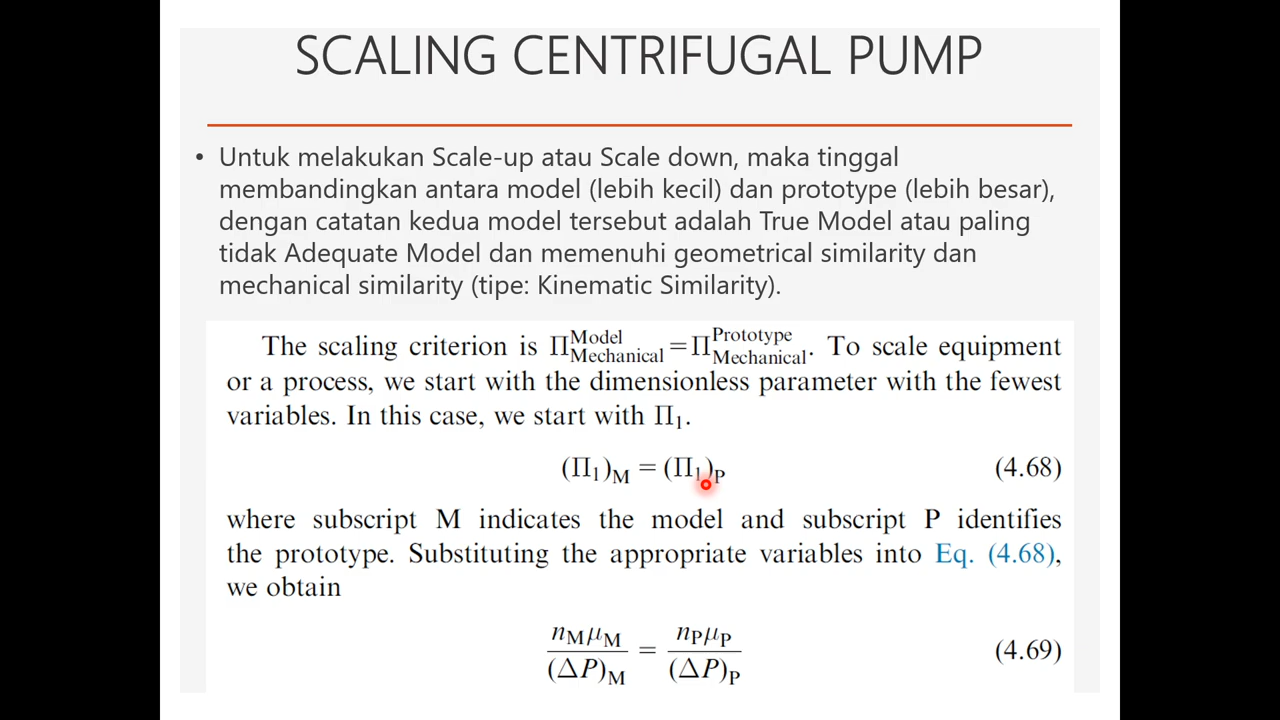 SCALING CENTRIFUGAL PUMP
• Untuk melakukan Scale-up atau Scale down, maka tinggal
membandingkan antara model (lebih kecil) dan prototype (lebih besar),
dengan catatan kedua model tersebut adalah True Model atau paling
tidak Adequate Model dan memenuhi geometrical similarity dan
mechanical similarity (tipe: Kinematic Similarity).
The scaling criterion is Π^Model_Mechanical = Π^Prototype_Mechanical. To scale equipment
or a process, we start with the dimensionless parameter with the fewest
variables. In this case, we start with Π₁.
(Π₁)_M = (Π₁)_P (4.68)
where subscript M indicates the model and subscript P identifies
the prototype. Substituting the appropriate variables into Eq. (4.68),
we obtain
n_M μ_M / (ΔP)_M = n_P μ_P / (ΔP)_P (4.69)